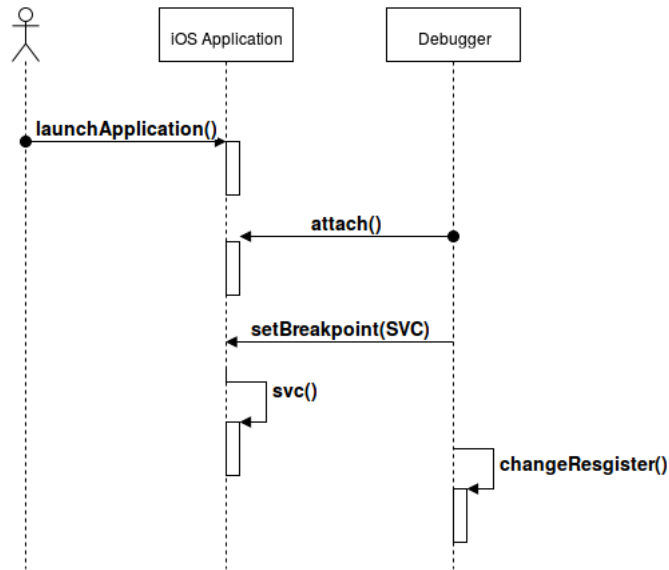 iOS Application
Debugger
launchApplication()
attach()
setBreakpoint(SVC)
svc()
changeResgister()